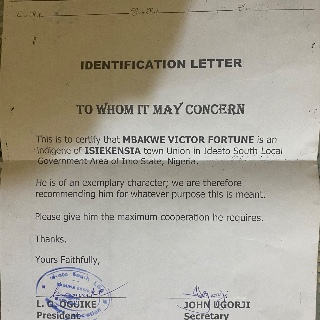 IDENTIFICATION LETTER
TO WHOM IT MAY CONCERN
This is to certify that MBAKWE VICTOR FORTUNE is an
indigene of ISIEKENSIA town Union in Ideato South Local
Government Area of Imo State, Nigeria.
He is of an exemplary character; we are therefore
recommending him for whatever purpose this is meant.
Please give him the maximum cooperation he requires.
Thanks.
Yours Faithfully,
Ideato South
L. O. OGUIKE
JOHN
President
Secretary